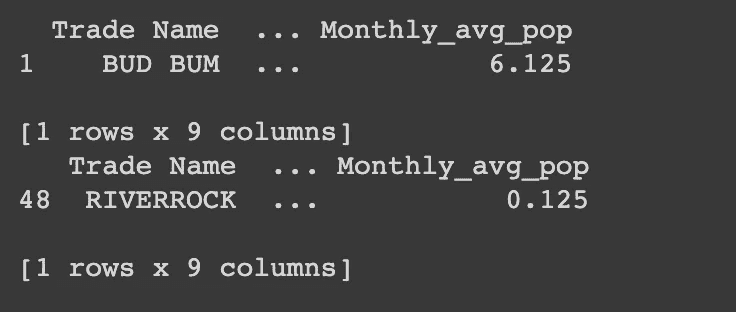 Trade Name ... Monthly_avg_pop
1 BUD BUM ... 6.125
[1 rows x 9 columns]
Trade Name ... Monthly_avg_pop
48 RIVERROCK ... 0.125
[1 rows x 9 columns]